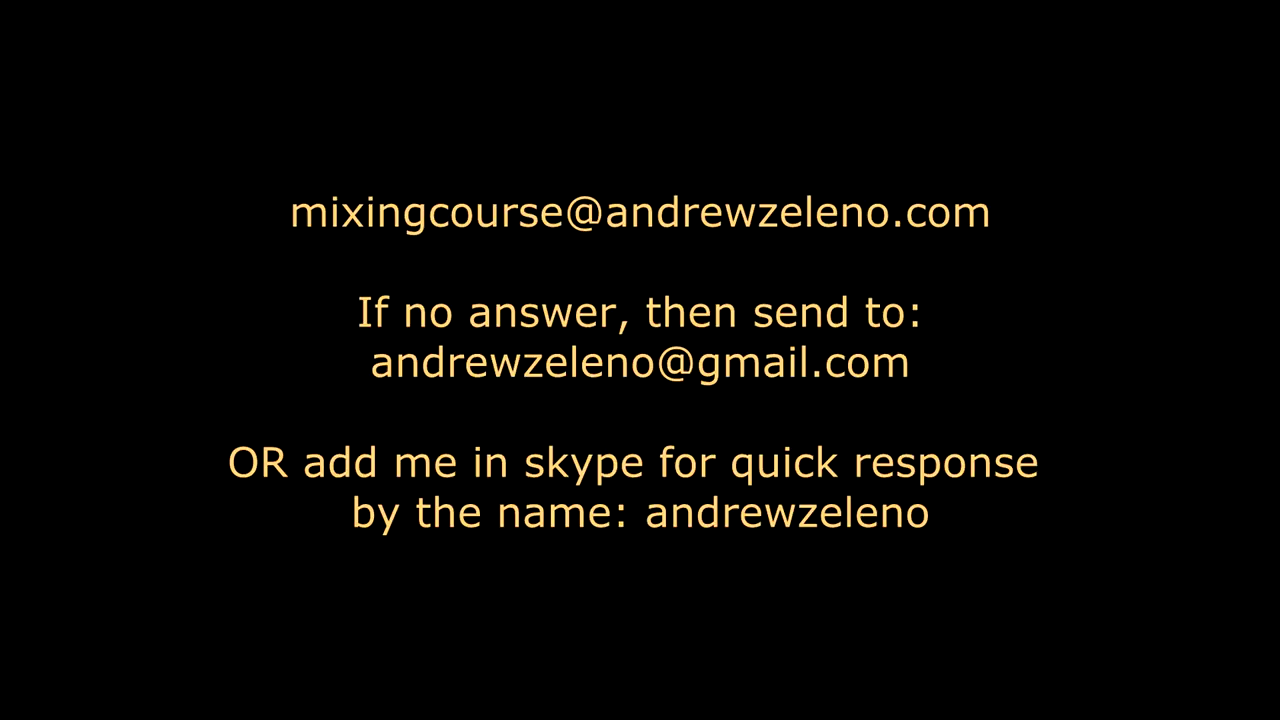 mixingcourse@andrewzeleno.com
If no answer, then send to:
andrewzeleno@gmail.com
OR add me in skype for quick response
by the name: andrewzeleno